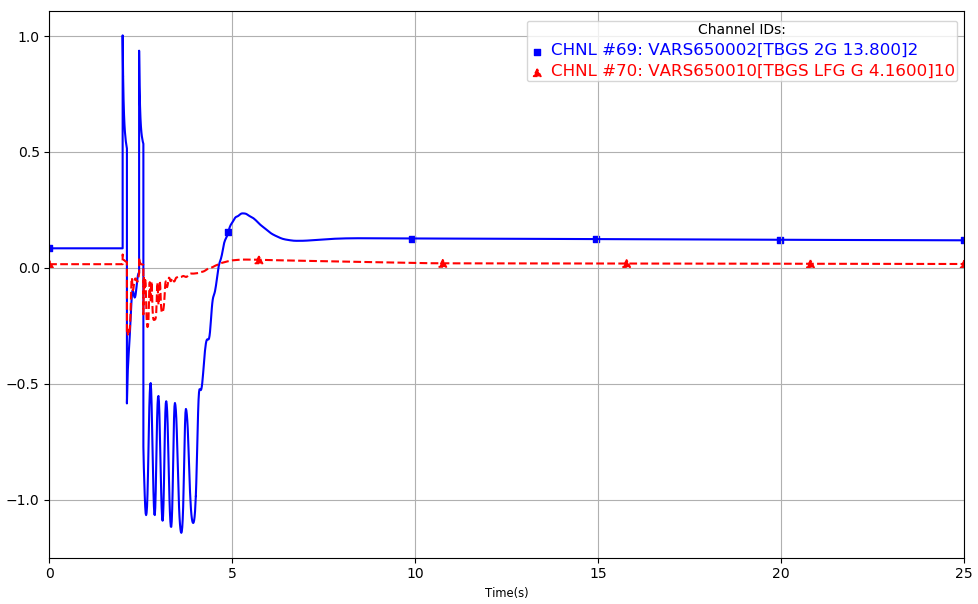 Channel IDs:
CHNL #69: VARS650002[TBGS 2G 13.800]2
CHNL #70: VARS650010[TBGS LFG G 4.1600]10
1.0
0.5
0.0
−0.5
−1.0
0 5 10 15 20 25
Time(s)